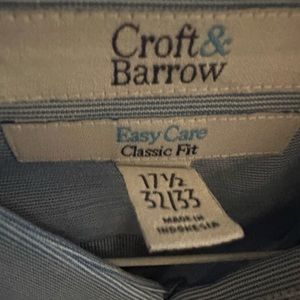 Croft&
Barrow
Easy Care
Classic Fit
17½
32/33
MADE IN
INDONESIA